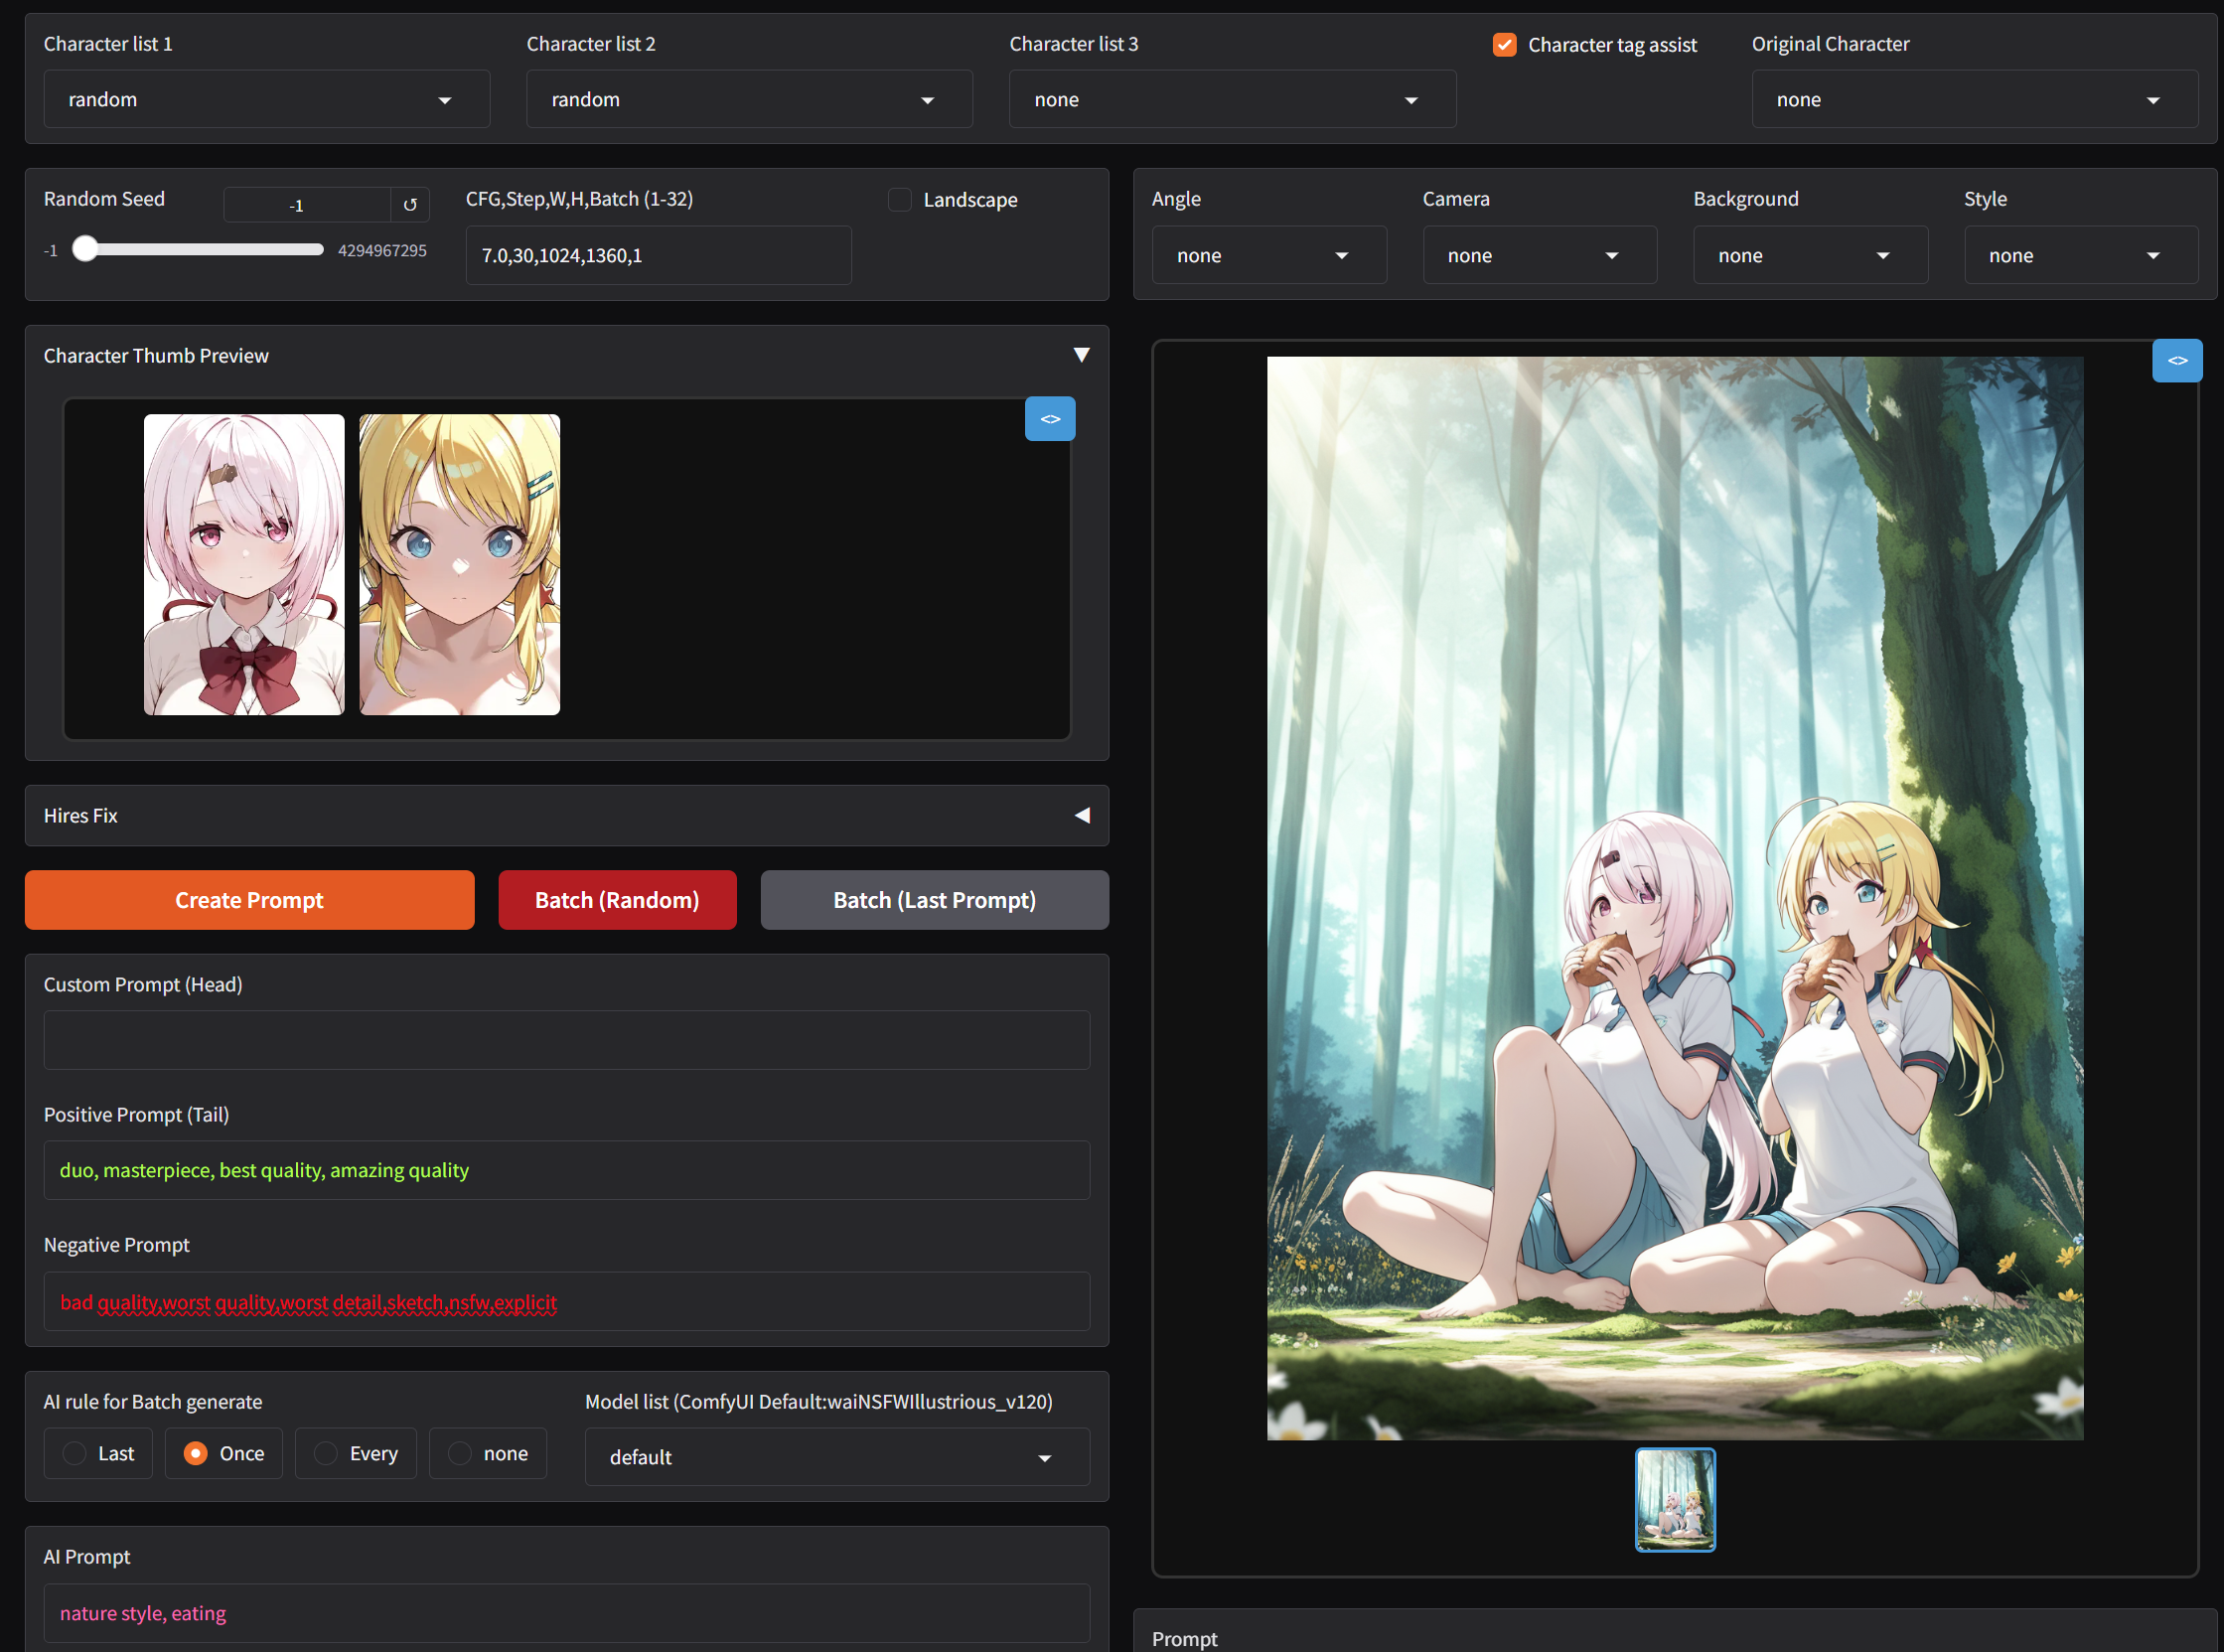 Character list 1
random
Character list 2
random
Character list 3
none
Character tag assist
Original Character
none
Random Seed
-1
↺
-1
4294967295
CFG,Step,W,H,Batch (1-32)
7.0,30,1024,1360,1
Landscape
Angle
none
Camera
none
Background
none
Style
none
Character Thumb Preview
<>
Hires Fix
Create Prompt
Batch (Random)
Batch (Last Prompt)
Custom Prompt (Head)
Positive Prompt (Tail)
duo, masterpiece, best quality, amazing quality
Negative Prompt
bad quality,worst quality,worst detail,sketch,nsfw,explicit
AI rule for Batch generate
Last
Once
Every
none
Model list (ComfyUI Default:waiNSFWIllustrious_v120)
default
AI Prompt
nature style, eating
<>
Prompt